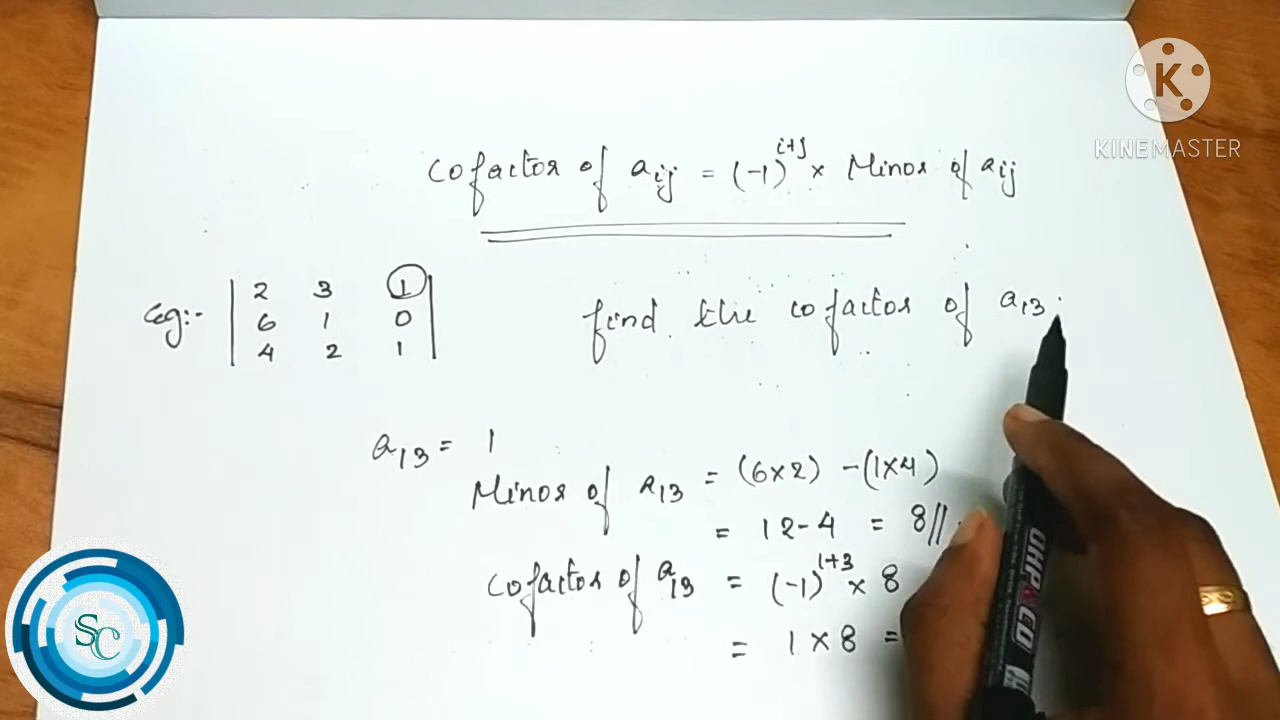 KINEMASTER
Cofactor of aij = (-1)^i+j × Minor of aij
Eg:- | 2 3 1 |
| 6 1 0 |
| 4 2 1 |
find the cofactor of a13.
a13 = 1
Minor of a13 = (6×2) - (1×4)
= 12-4 = 8//.
Cofactor of a13 = (-1)^1+3 × 8
= 1×8 =
SC
OHP & CD